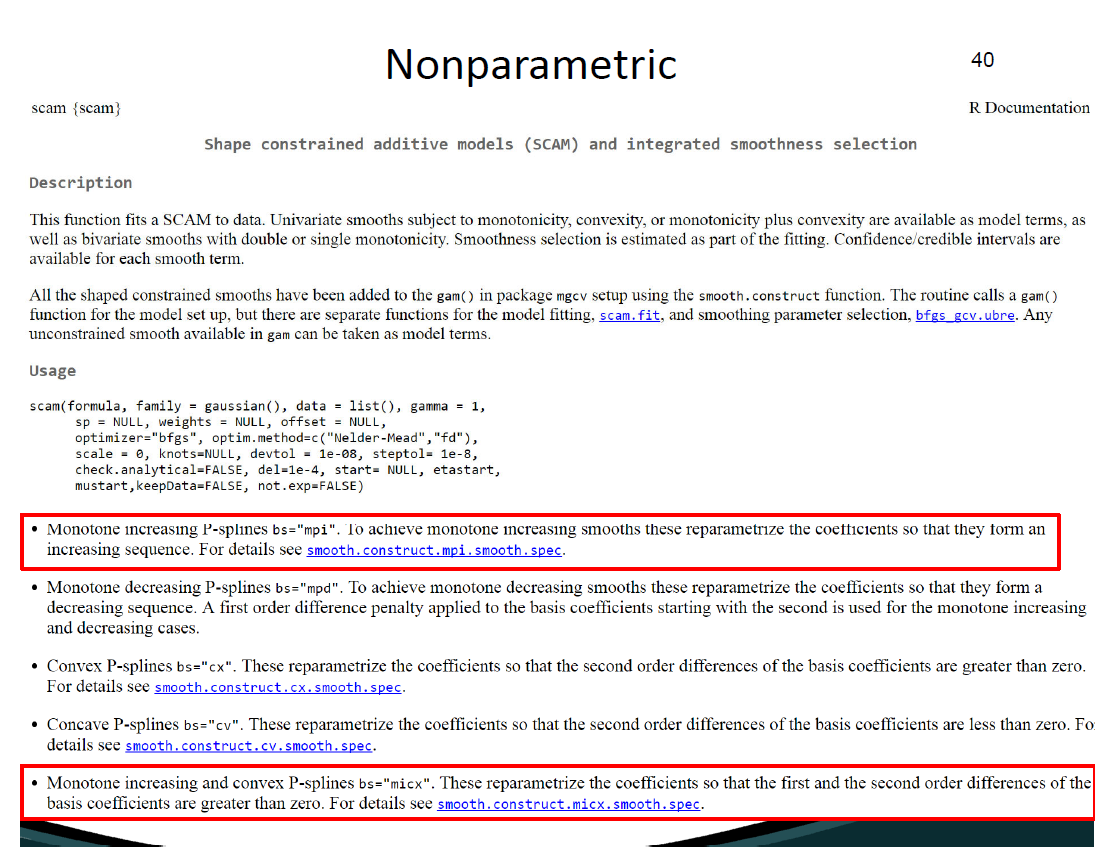 Nonparametric
40
scam {scam}
R Documentation
Shape constrained additive models (SCAM) and integrated smoothness selection
Description
This function fits a SCAM to data. Univariate smooths subject to monotonicity, convexity, or monotonicity plus convexity are available as model terms, as
well as bivariate smooths with double or single monotonicity. Smoothness selection is estimated as part of the fitting. Confidence/credible intervals are
available for each smooth term.
All the shaped constrained smooths have been added to the gam() in package mgcv setup using the smooth.construct function. The routine calls a gam()
function for the model set up, but there are separate functions for the model fitting, scam.fit, and smoothing parameter selection, bfgs_gcv.ubre. Any
unconstrained smooth available in gam can be taken as model terms.
Usage
scam(formula, family = gaussian(), data = list(), gamma = 1,
sp = NULL, weights = NULL, offset = NULL,
optimizer="bfgs", optim.method=c("Nelder-Mead","fd"),
scale = 0, knots=NULL, devtol = 1e-08, steptol= 1e-8,
check.analytical=FALSE, del=1e-4, start= NULL, etastart,
mustart,keepData=FALSE, not.exp=FALSE)
• Monotone increasing P-splines bs="mpi". To achieve monotone increasing smooths these reparametrize the coefficients so that they form an
increasing sequence. For details see smooth.construct.mpi.smooth.spec.
• Monotone decreasing P-splines bs="mpd". To achieve monotone decreasing smooths these reparametrize the coefficients so that they form a
decreasing sequence. A first order difference penalty applied to the basis coefficients starting with the second is used for the monotone increasing
and decreasing cases.
• Convex P-splines bs="cx". These reparametrize the coefficients so that the second order differences of the basis coefficients are greater than zero.
For details see smooth.construct.cx.smooth.spec.
• Concave P-splines bs="cv". These reparametrize the coefficients so that the second order differences of the basis coefficients are less than zero. Fo
details see smooth.construct.cv.smooth.spec.
• Monotone increasing and convex P-splines bs="micx". These reparametrize the coefficients so that the first and the second order differences of the
basis coefficients are greater than zero. For details see smooth.construct.micx.smooth.spec.